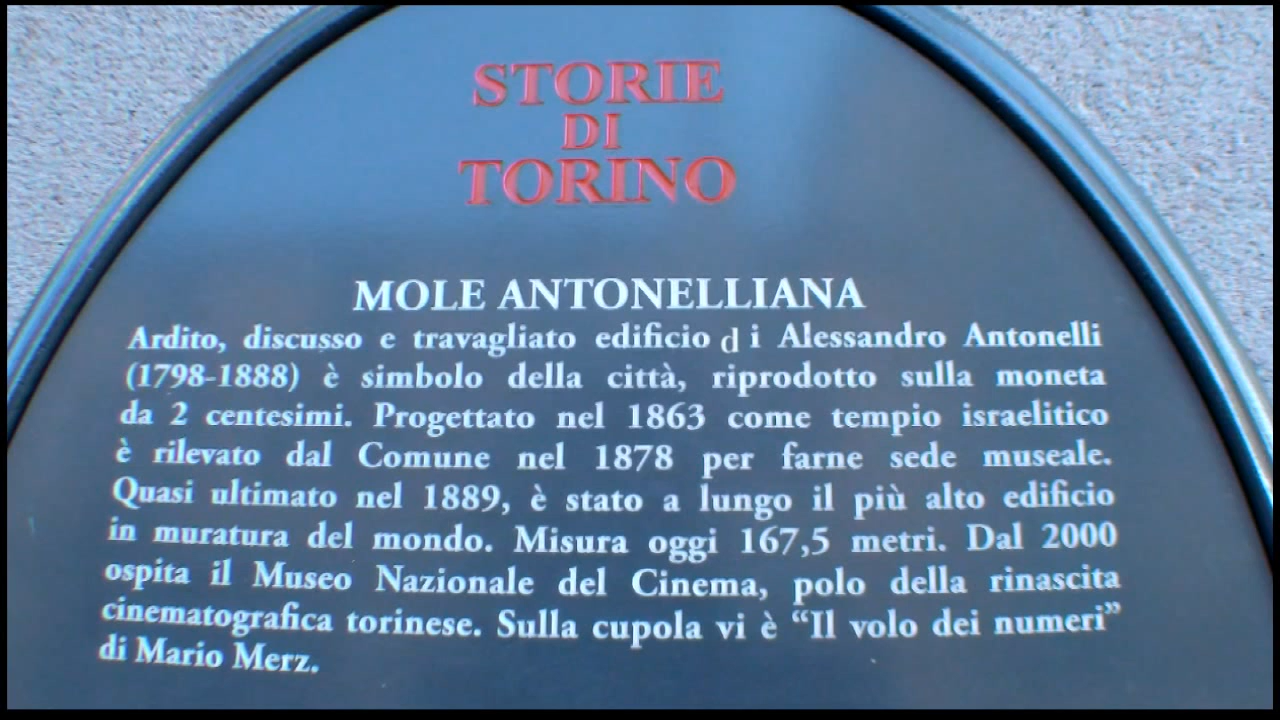 STORIE
DI
TORINO
MOLE ANTONELLIANA
Ardito, discusso e travagliato edificio di Alessandro Antonelli
(1798-1888) è simbolo della città, riprodotto sulla moneta
da 2 centesimi. Progettato nel 1863 come tempio israelitico
è rilevato dal Comune nel 1878 per farne sede museale.
Quasi ultimato nel 1889, è stato a lungo il più alto edificio
in muratura del mondo. Misura oggi 167,5 metri. Dal 2000
ospita il Museo Nazionale del Cinema, polo della rinascita
cinematografica torinese. Sulla cupola vi è “Il volo dei numeri”
di Mario Merz.